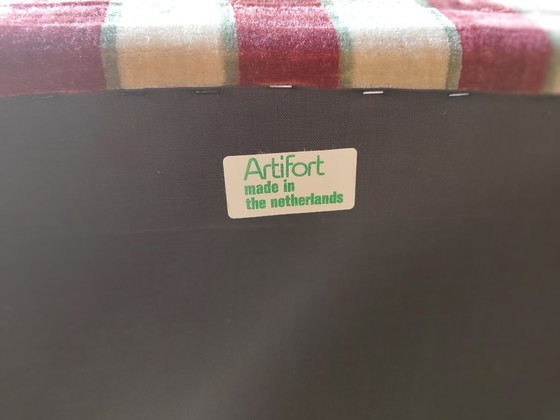 Artifort
made in
the netherlands